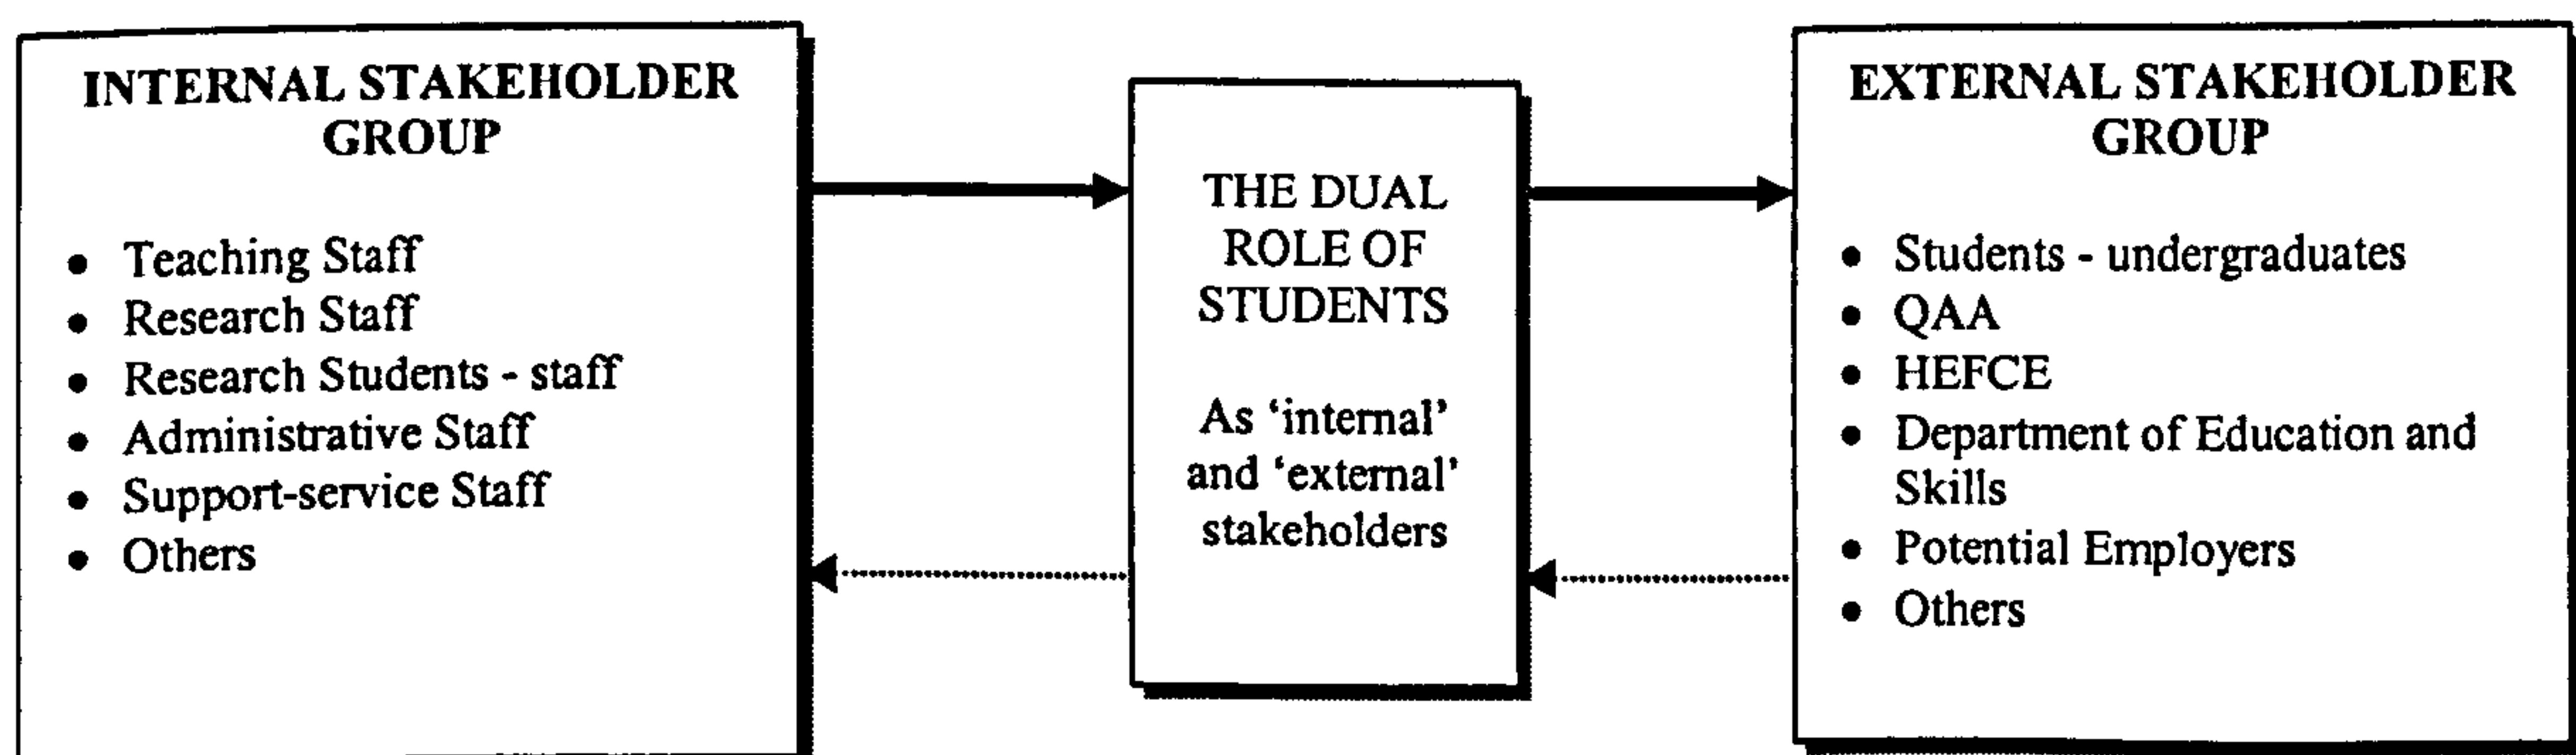 INTERNAL STAKEHOLDER
GROUP
• Teaching Staff
• Research Staff
• Research Students - staff
• Administrative Staff
• Support-service Staff
• Others
THE DUAL
ROLE OF
STUDENTS
As ‘internal’
and ‘external’
stakeholders
EXTERNAL STAKEHOLDER
GROUP
• Students - undergraduates
• QAA
• HEFCE
• Department of Education and
Skills
• Potential Employers
• Others